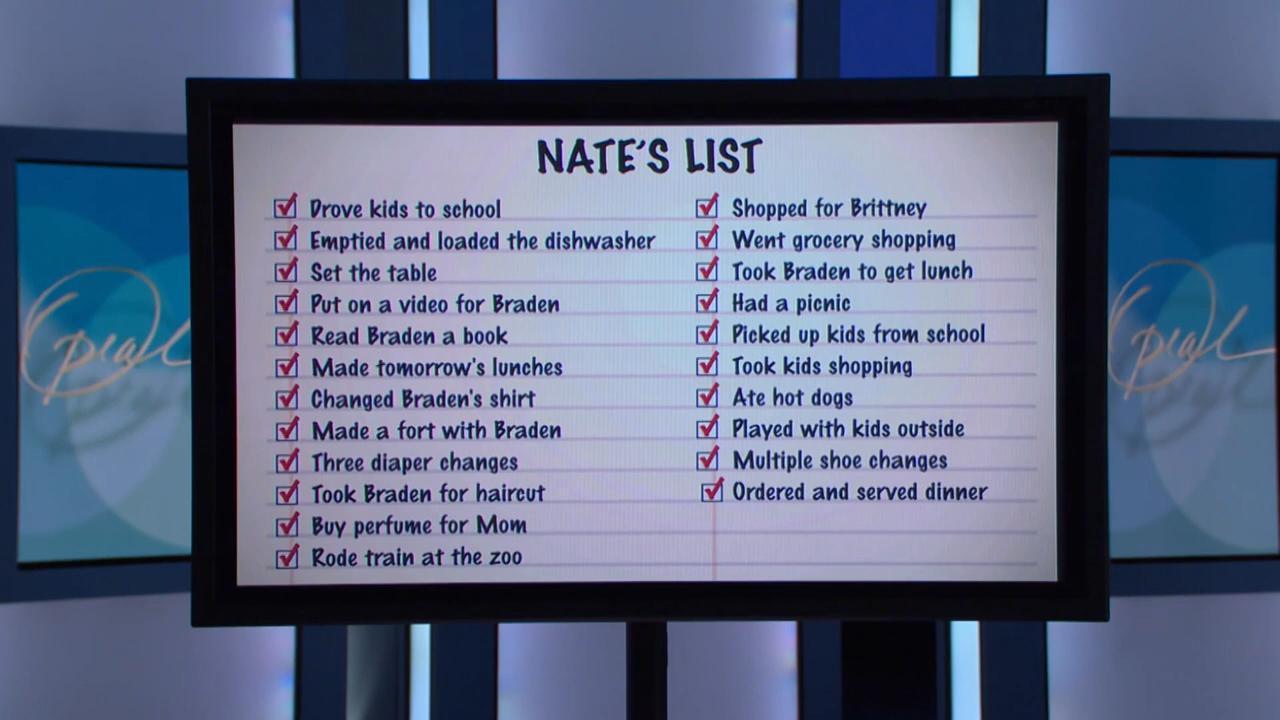 NATE'S LIST
Drove kids to school
Emptied and loaded the dishwasher
Set the table
Put on a video for Braden
Read Braden a book
Made tomorrow's lunches
Changed Braden's shirt
Made a fort with Braden
Three diaper changes
Took Braden for haircut
Buy perfume for Mom
Rode train at the zoo
Shopped for Brittney
Went grocery shopping
Took Braden to get lunch
Had a picnic
Picked up kids from school
Took kids shopping
Ate hot dogs
Played with kids outside
Multiple shoe changes
Ordered and served dinner
Oprah
Oprah